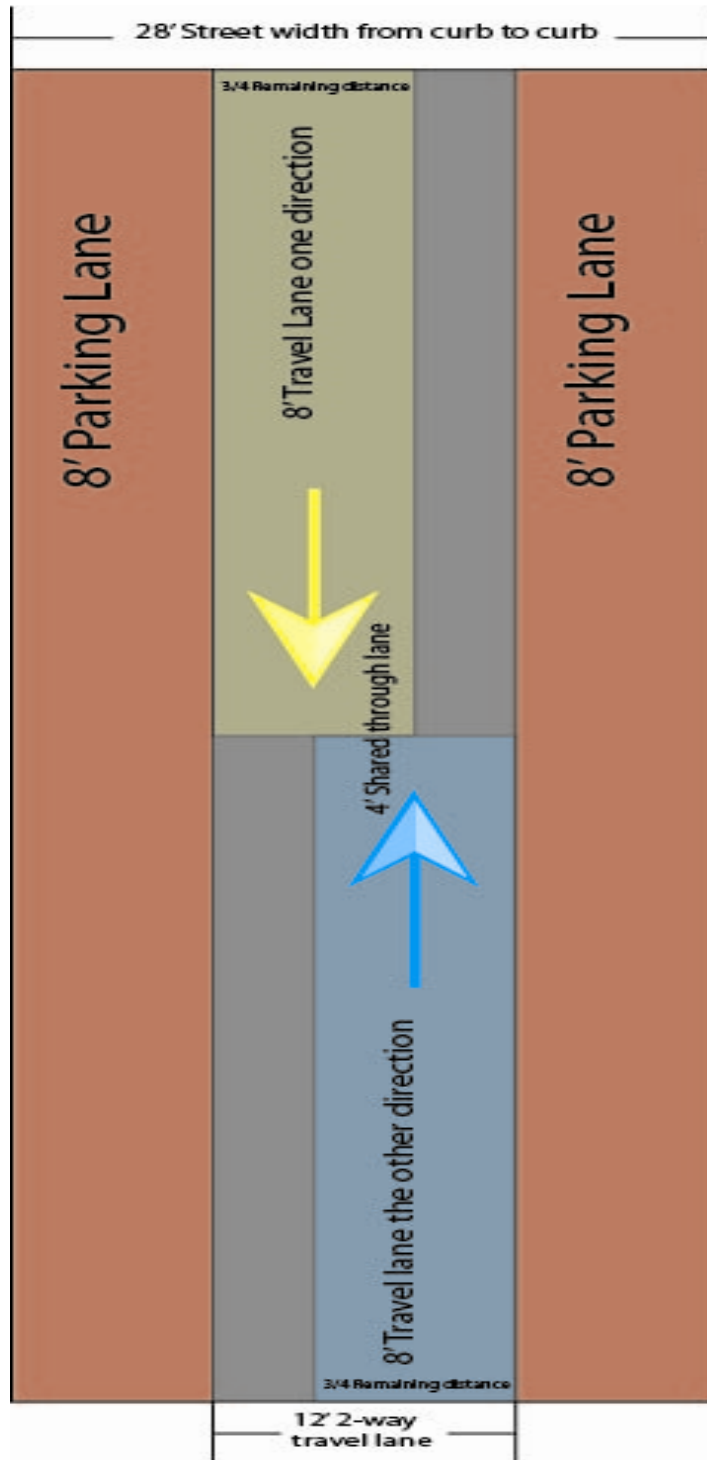 28' Street width from curb to curb
3/4 Remaining distance
8' Parking Lane
8' Travel Lane one direction
8' Parking Lane
4' Shared through lane
8' Travel lane the other direction
3/4 Remaining distance
12' 2-way
travel lane